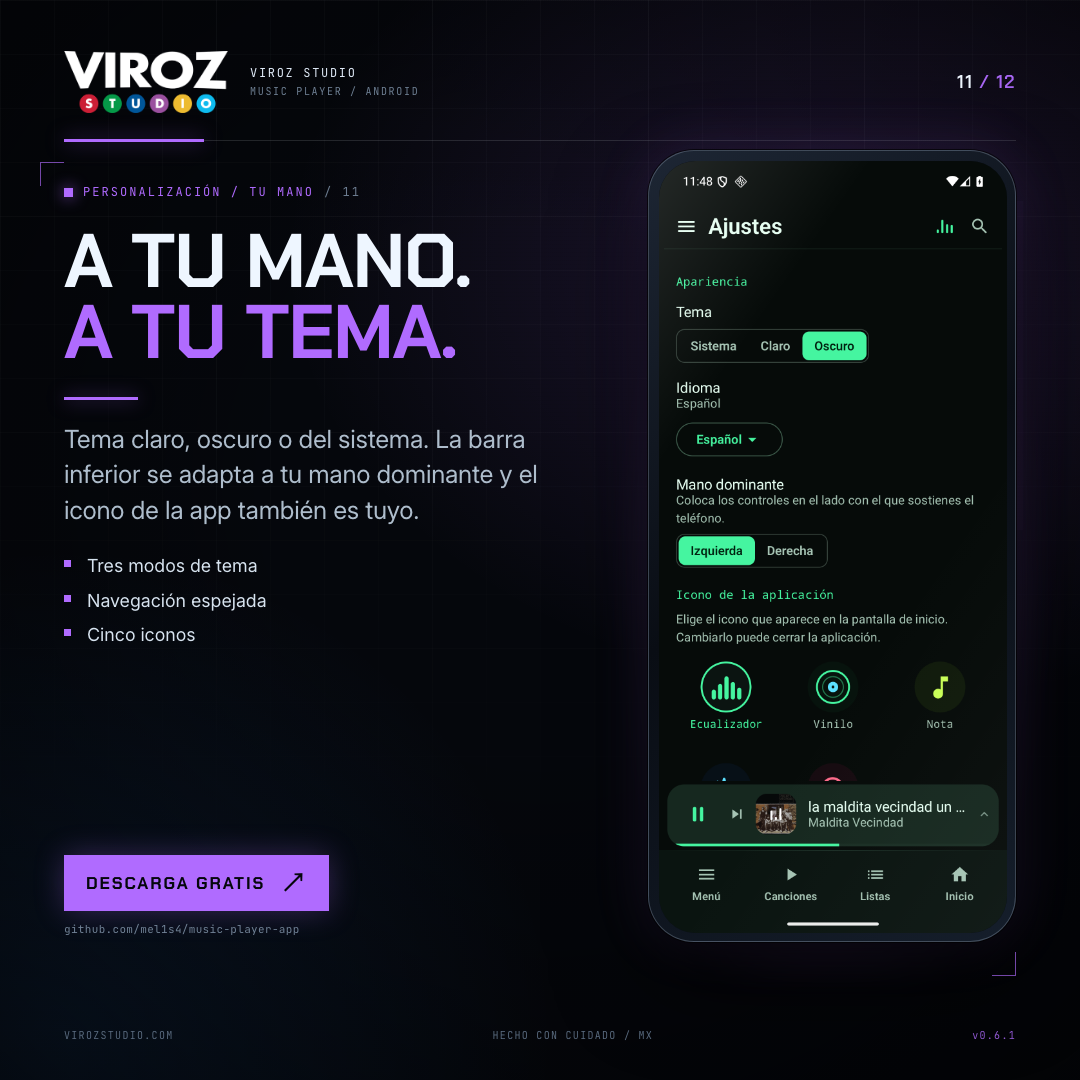 VIROZ
STUDIO
VIROZ STUDIO
MUSIC PLAYER / ANDROID
11 / 12
PERSONALIZACIÓN / TU MANO / 11
A TU MANO.
A TU TEMA.
Tema claro, oscuro o del sistema. La barra
inferior se adapta a tu mano dominante y el
icono de la app también es tuyo.
Tres modos de tema
Navegación espejada
Cinco iconos
DESCARGA GRATIS
github.com/mel1s4/music-player-app
11:48
Ajustes
Apariencia
Tema
Sistema Claro Oscuro
Idioma
Español
Español
Mano dominante
Coloca los controles en el lado con el que sostienes el
teléfono.
Izquierda Derecha
Icono de la aplicación
Elige el icono que aparece en la pantalla de inicio.
Cambiarlo puede cerrar la aplicación.
Ecualizador Vinilo Nota
la maldita vecindad un ...
Maldita Vecindad
Menú Canciones Listas Inicio
VIROZSTUDIO.COM
HECHO CON CUIDADO / MX
v0.6.1